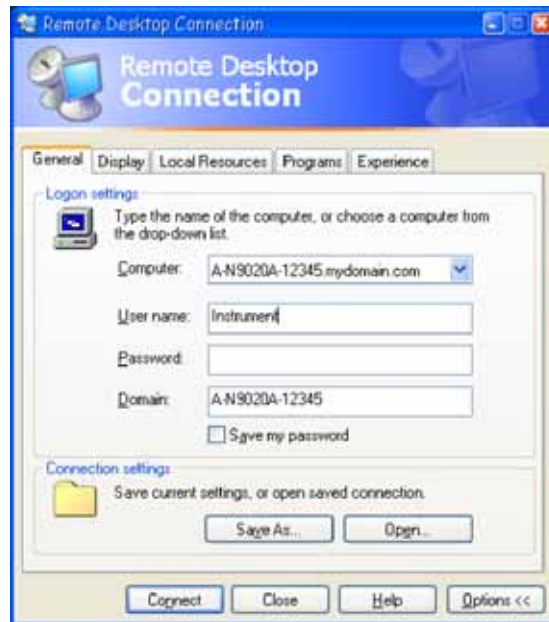 Remote Desktop Connection
Remote Desktop
Connection
General Display Local Resources Programs Experience
Logon settings
Type the name of the computer, or choose a computer from
the drop-down list.
Computer: A-N9020A-12345.mydomain.com
User name: Instrument
Password:
Domain: A-N9020A-12345
Save my password
Connection settings
Save current settings, or open saved connection.
Save As... Open...
Connect Close Help Options <<